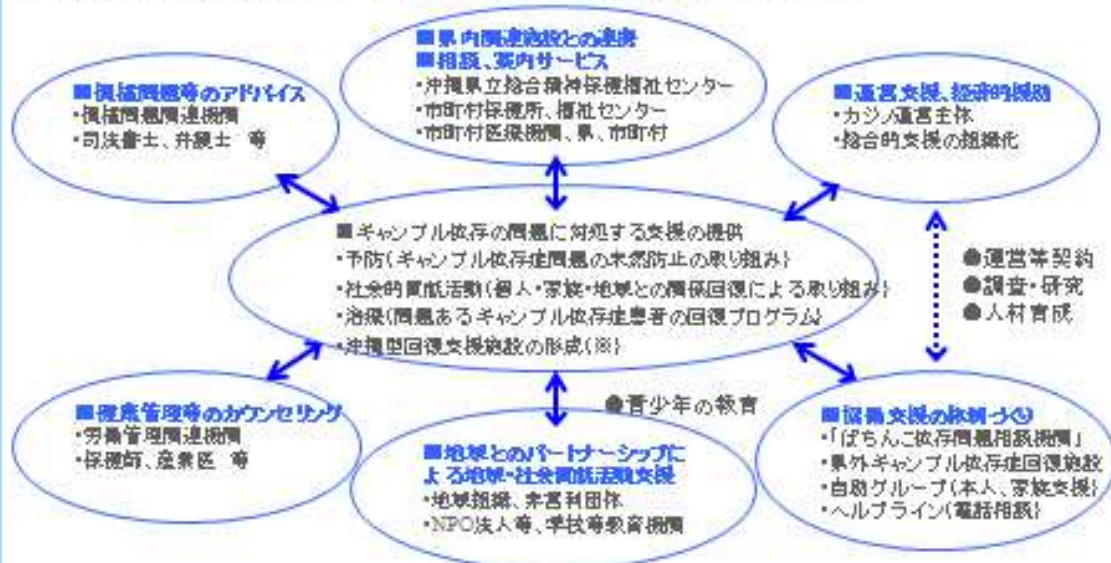 ■県内関連施設との連携
■相談、案内サービス
・沖縄県立総合精神保健福祉センター
・市町村保健所、福祉センター
・市町村医療機関、県、市町村
等のアドバイス
問題関連機関
・司法書士、弁護士 等
■運営支援、経済的援助
・カジノ運営主体
・総合的支援の組織化
■ギャンブル依存の問題に対処する支援の提供
・予防(ギャンブル依存症問題の未然防止の取り組み)
・社会的貢献活動(個人・家族・地域との関係回復による取り組み)
・治療(問題あるギャンブル依存症患者の回復プログラム)
・沖縄型回復支援施設の形成(※)
●運営等契約
●調査・研究
●人材育成
■健康管理等のカウンセリング
・労働管理関連機関
・保健師、産業医 等
●青少年の教育
■地域とのパートナーシップに
よる地域・社会貢献活動支援
・地域組織、非営利団体
・NPO法人等、学校等教育機関
■協働支援の体制づくり
・「ぱちんこ依存問題相談機関」
・県外ギャンブル依存症回復施設
・自助グループ(本人、家族支援)
・ヘルプライン(電話相談)